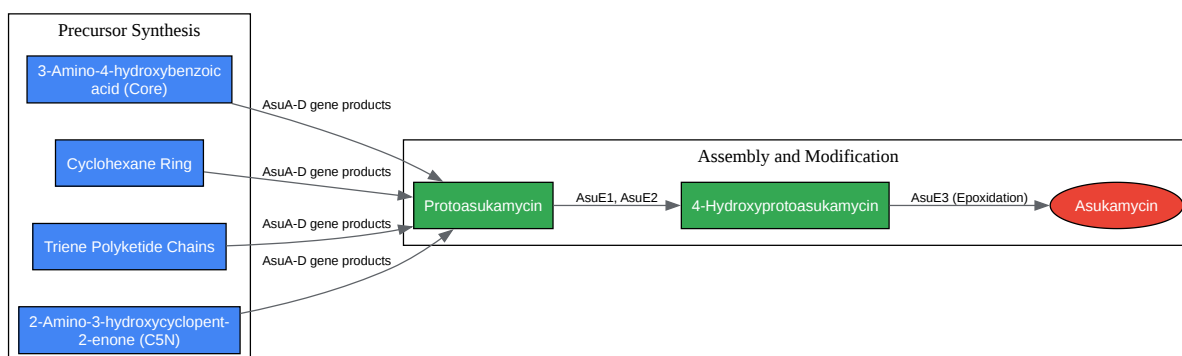 Precursor Synthesis
3-Amino-4-hydroxybenzoic
acid (Core)
AsuA-D gene products
Cyclohexane Ring
AsuA-D gene products
Triene Polyketide Chains
AsuA-D gene products
2-Amino-3-hydroxycyclopent-
2-enone (C5N)
AsuA-D gene products
Assembly and Modification
Protoasukamycin
AsuE1, AsuE2
4-Hydroxyprotoasukamycin
AsuE3 (Epoxidation)
Asukamycin